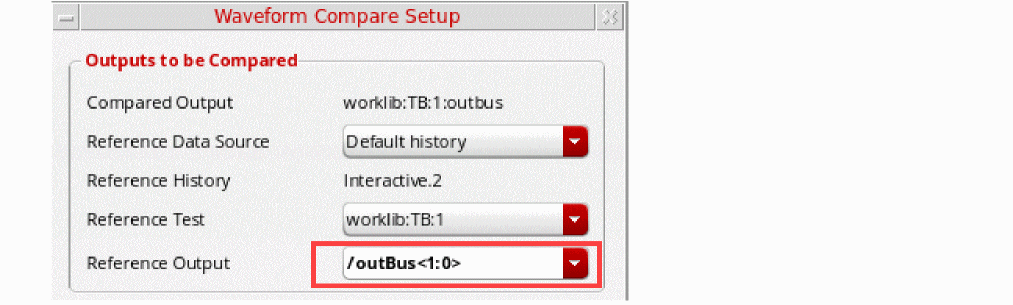 Waveform Compare Setup
Outputs to be Compared
Compared Output worklib:TB:1:outbus
Reference Data Source Default history
Reference History Interactive.2
Reference Test worklib:TB:1
Reference Output /outBus<1:0>